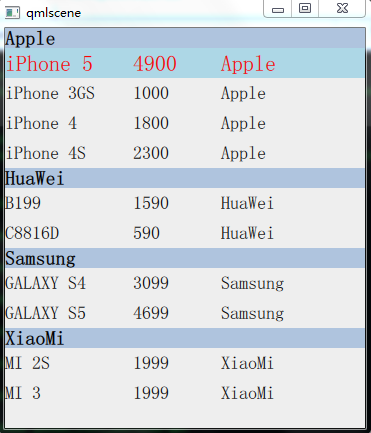 qmlscene
Apple
iPhone 5 4900 Apple
iPhone 3GS 1000 Apple
iPhone 4 1800 Apple
iPhone 4S 2300 Apple
HuaWei
B199 1590 HuaWei
C8816D 590 HuaWei
Samsung
GALAXY S4 3099 Samsung
GALAXY S5 4699 Samsung
XiaoMi
MI 2S 1999 XiaoMi
MI 3 1999 XiaoMi